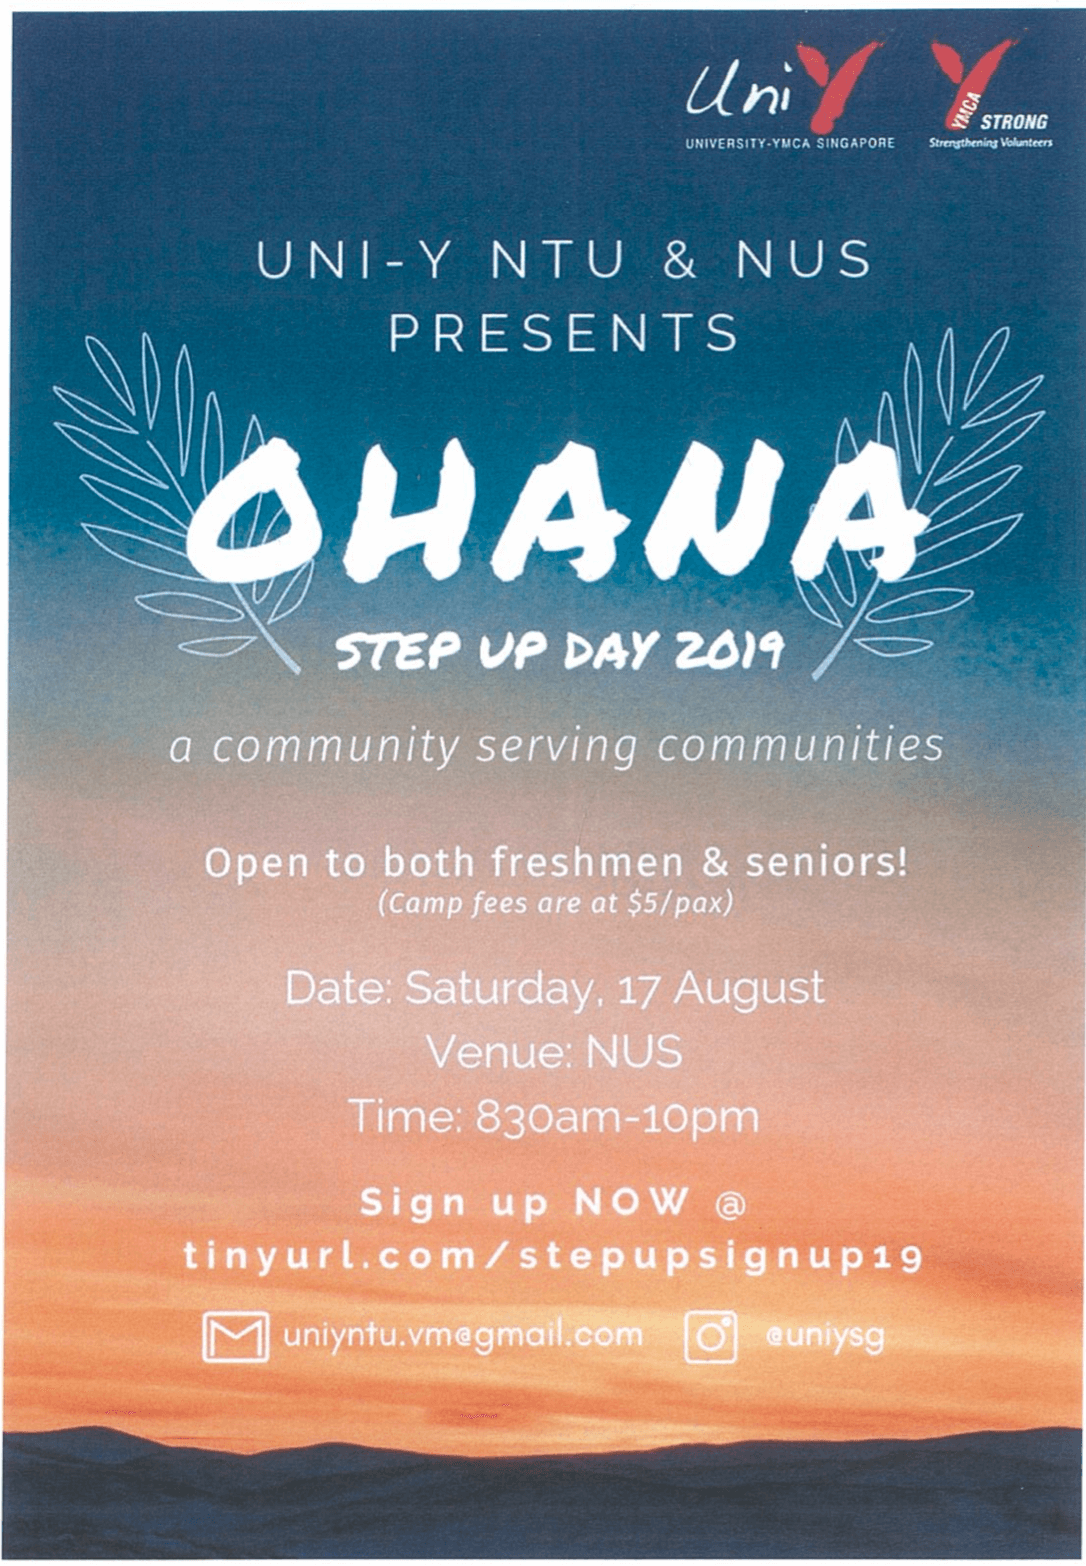 Uni Y
UNIVERSITY-YMCA SINGAPORE
YMCA STRONG
Strengthening Volunteers
UNI-Y NTU & NUS
PRESENTS
OHANA
STEP UP DAY 2019
a community serving communities
Open to both freshmen & seniors!
(Camp fees are at $5/pax)
Date: Saturday, 17 August
Venue: NUS
Time: 830am-10pm
Sign up NOW @
tinyurl.com/stepupsignup19
uniyntu.vm@gmail.com @uniysg